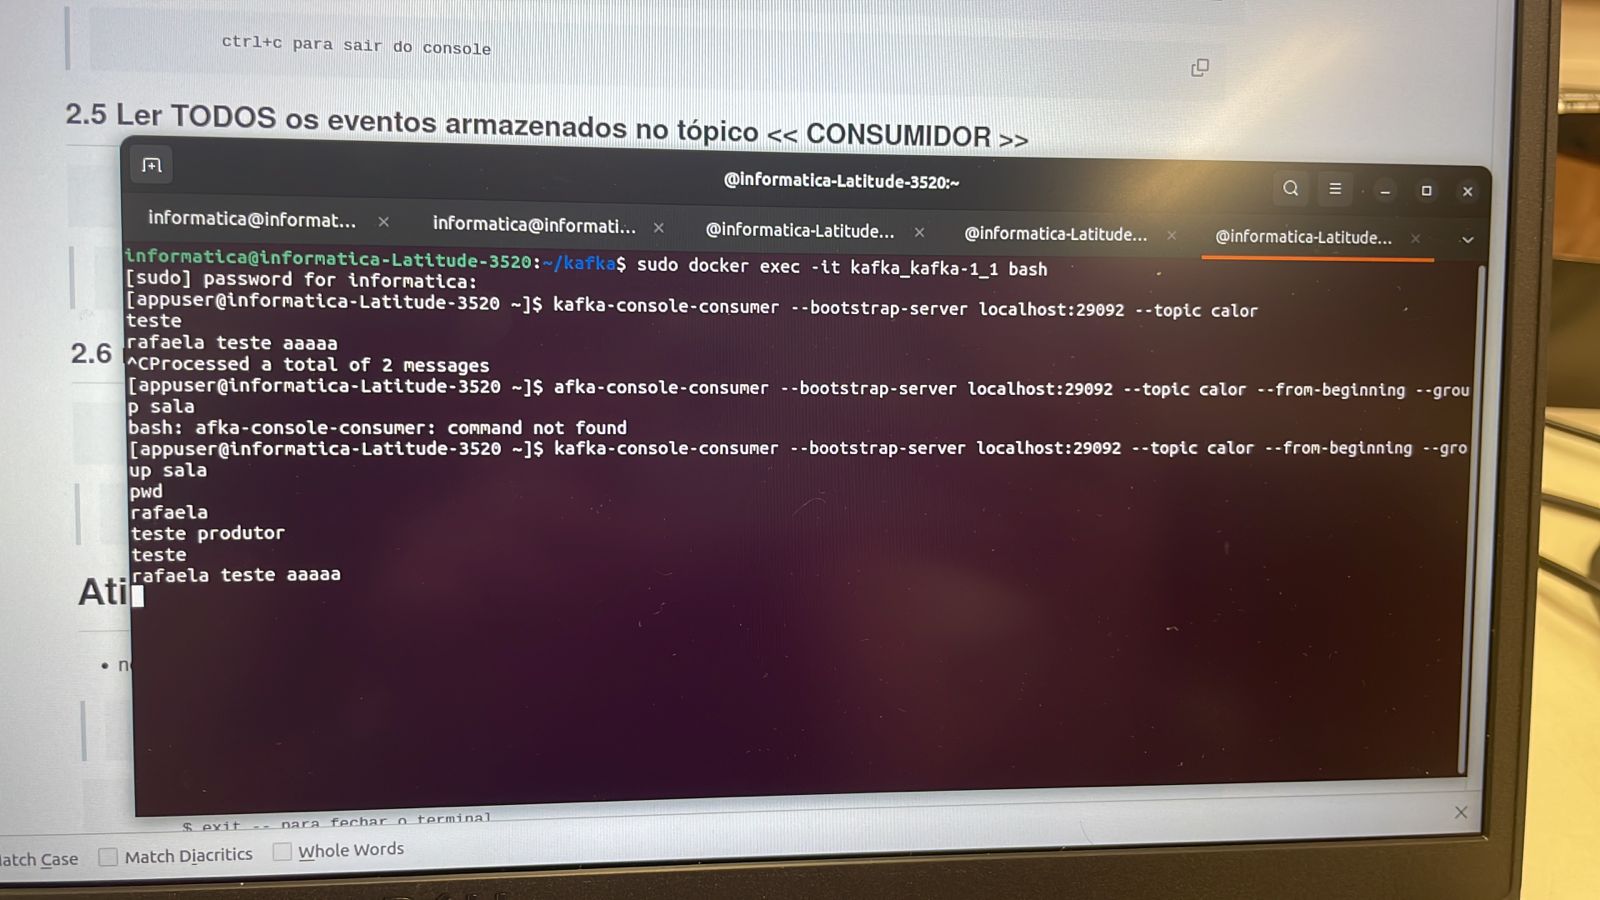 ctrl+c para sair do console
2.5 Ler TODOS os eventos armazenados no tópico << CONSUMIDOR >>
@informatica-Latitude-3520:~
informatica@informat...
informatica@informati...
@informatica-Latitude...
@informatica-Latitude...
@informatica-Latitude...
informatica@informatica-Latitude-3520:~/kafka$ sudo docker exec -it kafka_kafka-1_1 bash
[sudo] password for informatica:
[appuser@informatica-Latitude-3520 ~]$ kafka-console-consumer --bootstrap-server localhost:29092 --topic calor
teste
rafaela teste aaaaa
^CProcessed a total of 2 messages
[appuser@informatica-Latitude-3520 ~]$ afka-console-consumer --bootstrap-server localhost:29092 --topic calor --from-beginning --grou
p sala
bash: afka-console-consumer: command not found
[appuser@informatica-Latitude-3520 ~]$ kafka-console-consumer --bootstrap-server localhost:29092 --topic calor --from-beginning --gro
up sala
pwd
rafaela
teste produtor
teste
rafaela teste aaaaa
2.6
Ati
$ exit -- para fechar o terminal
Match Case
Match Diacritics
Whole Words